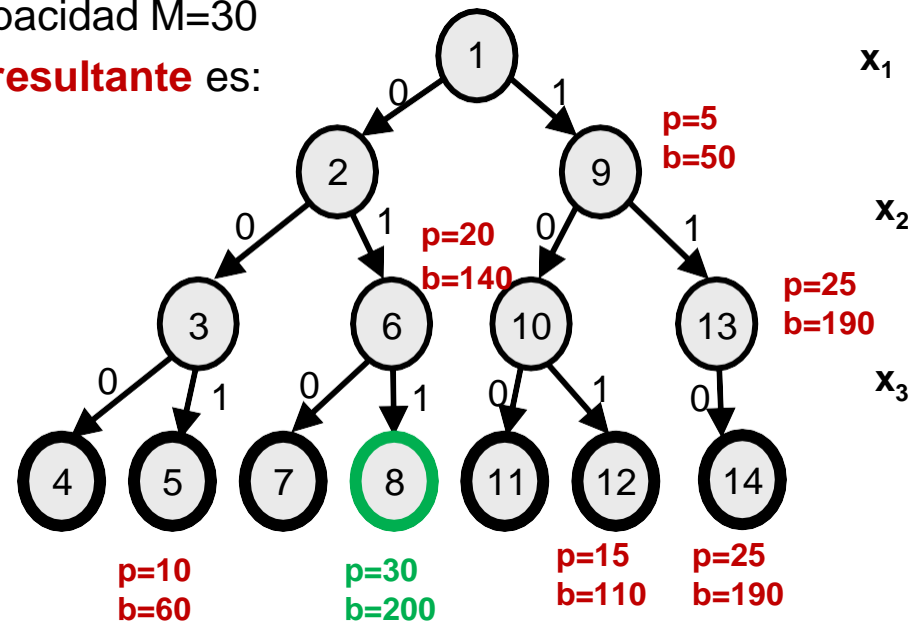 pacidad M=30
resultante es:
1
x1
0
1
p=5
b=50
2
9
x2
0
1
p=20
b=140
0
1
p=25
b=190
3
6
10
13
x3
0
1
0
1
0
1
0
4
5
7
8
11
12
14
p=10
b=60
p=30
b=200
p=15
b=110
p=25
b=190